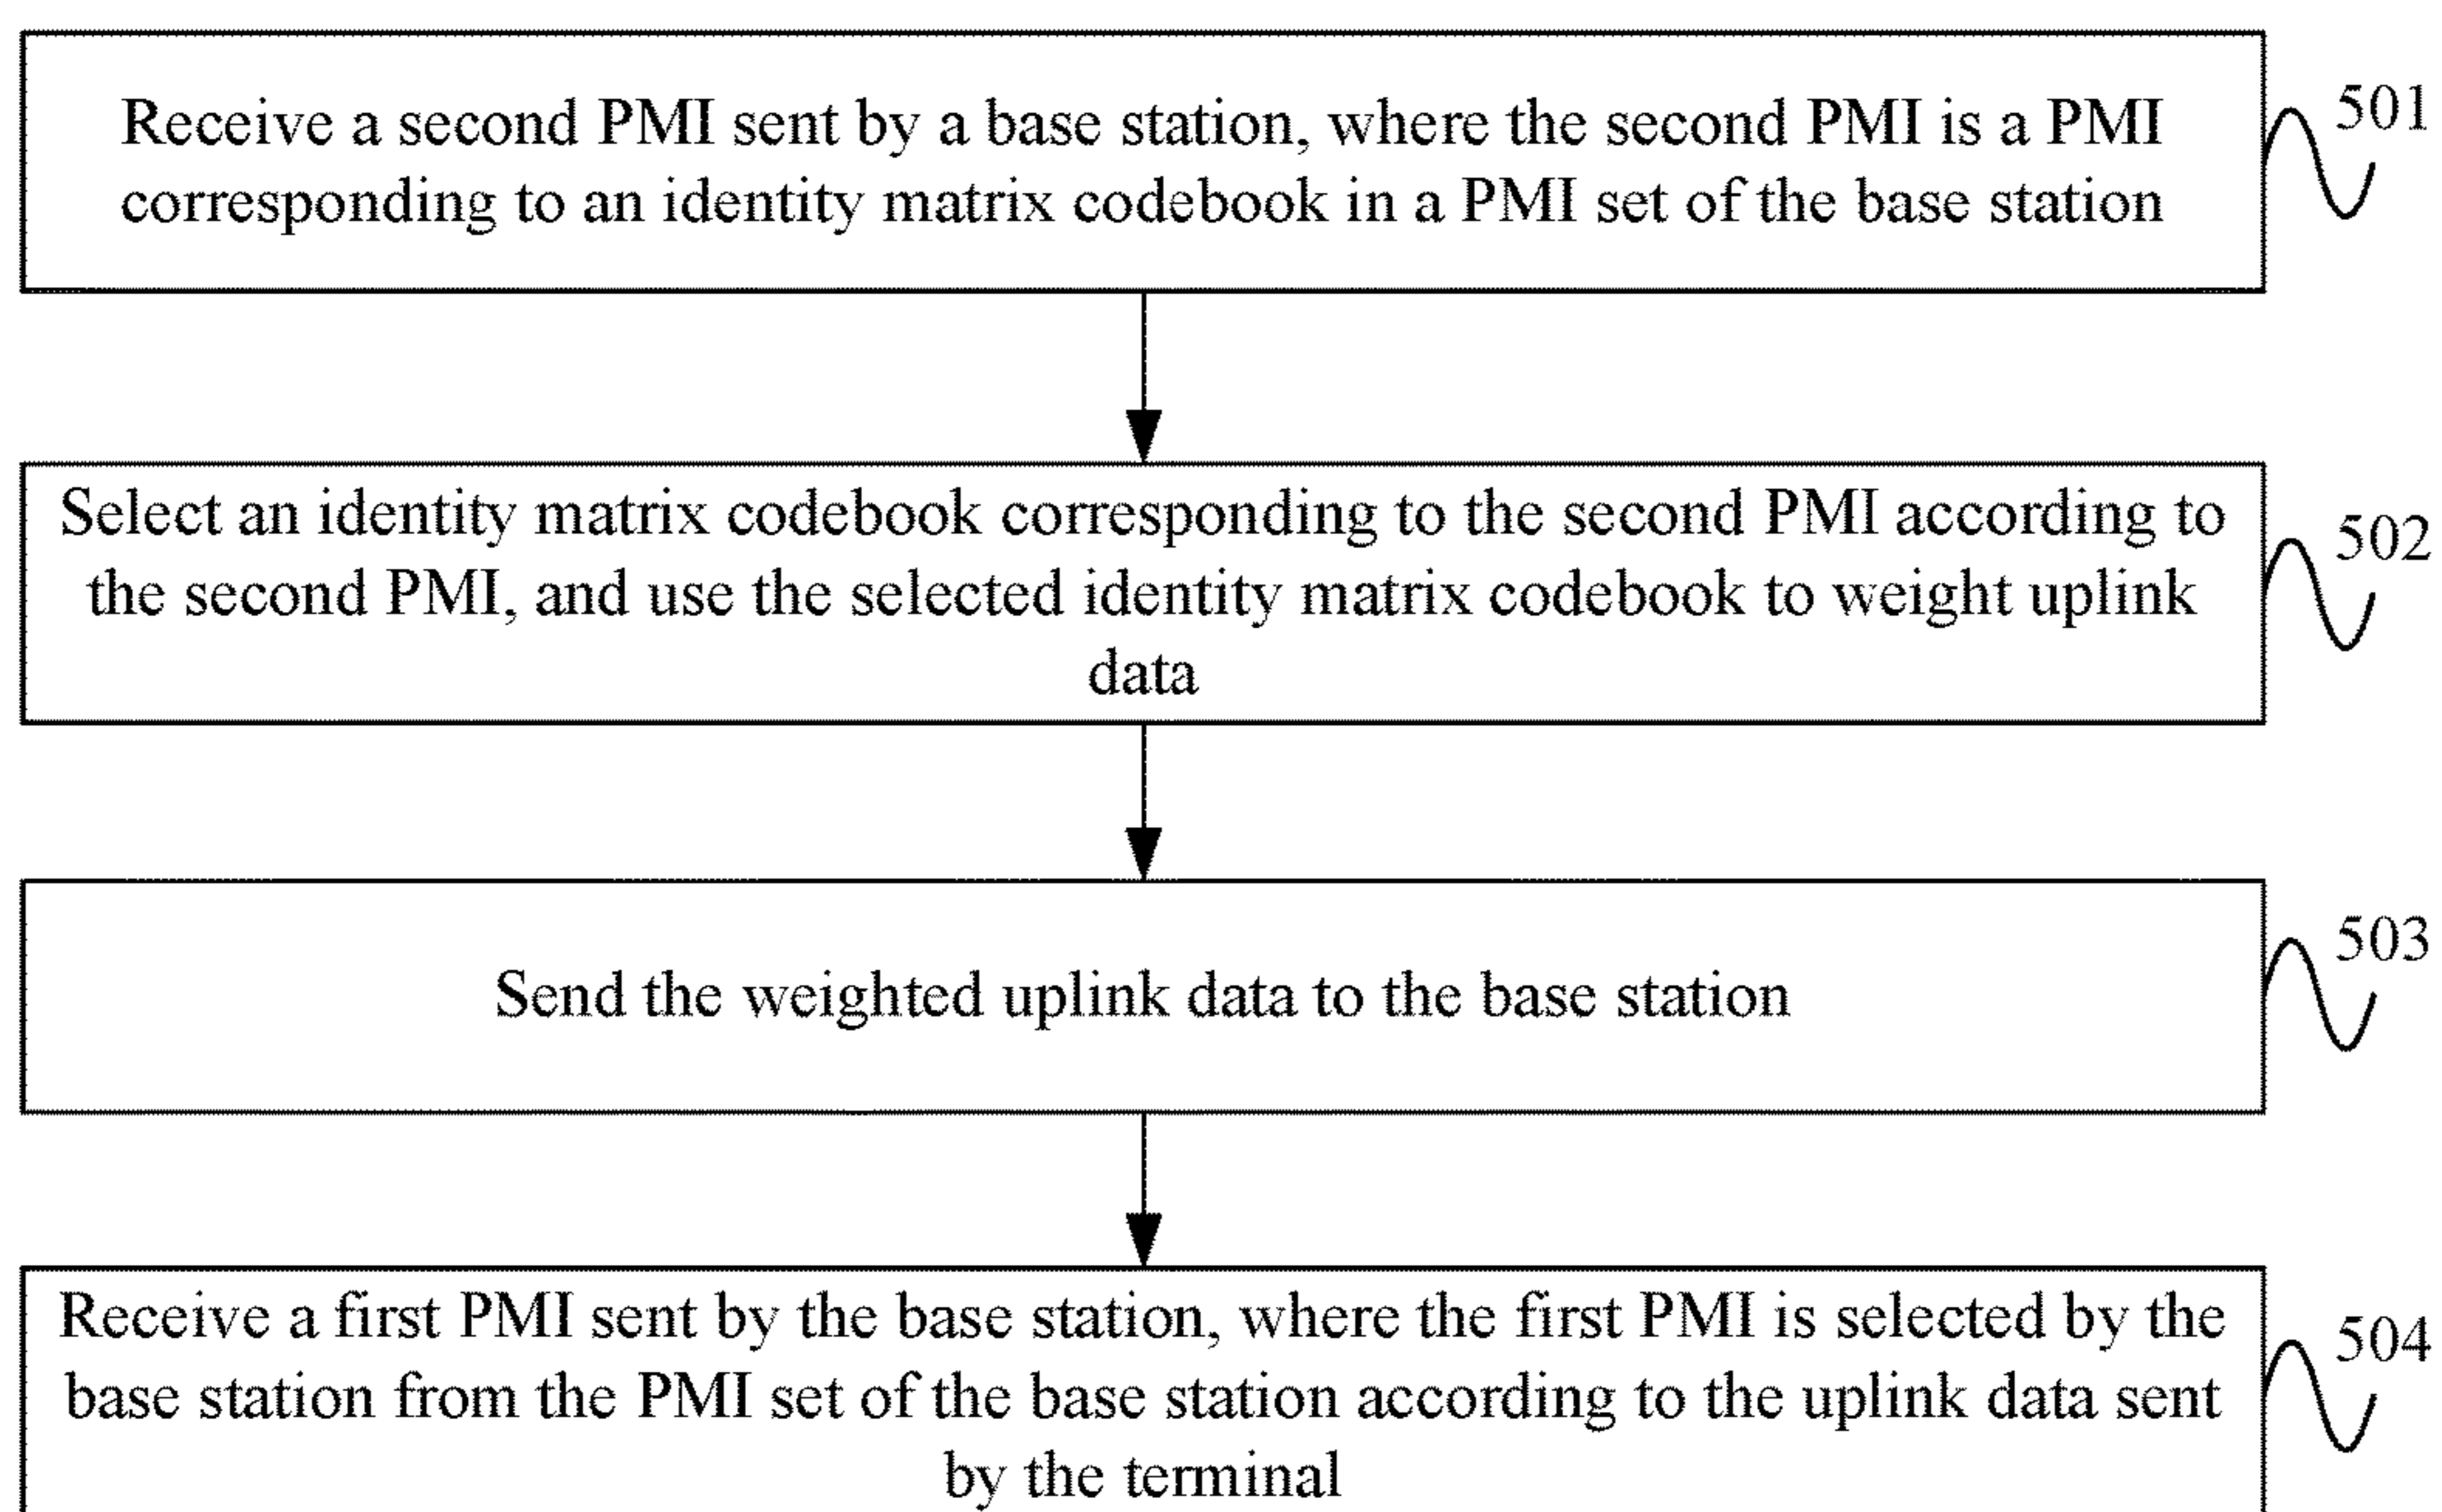 Receive a second PMI sent by a base station, where the second PMI is a PMI
corresponding to an identity matrix codebook in a PMI set of the base station
501
Select an identity matrix codebook corresponding to the second PMI according to
the second PMI, and use the selected identity matrix codebook to weight uplink
data
502
Send the weighted uplink data to the base station
503
Receive a first PMI sent by the base station, where the first PMI is selected by the
base station from the PMI set of the base station according to the uplink data sent
by the terminal
504